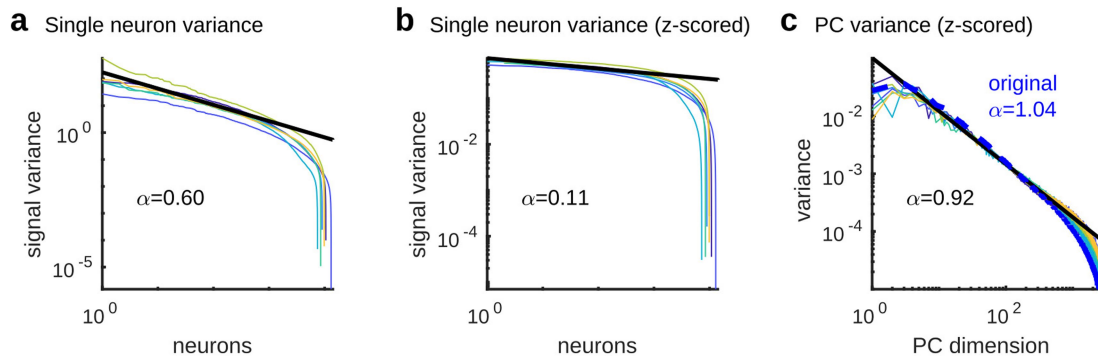 a Single neuron variance
signal variance
10^0
10^-5
α=0.60
10^0
neurons
b Single neuron variance (z-scored)
signal variance
10^-2
10^-4
α=0.11
10^0
neurons
c PC variance (z-scored)
variance
10^-2
10^-3
10^-4
original
α=1.04
α=0.92
10^0
10^2
PC dimension